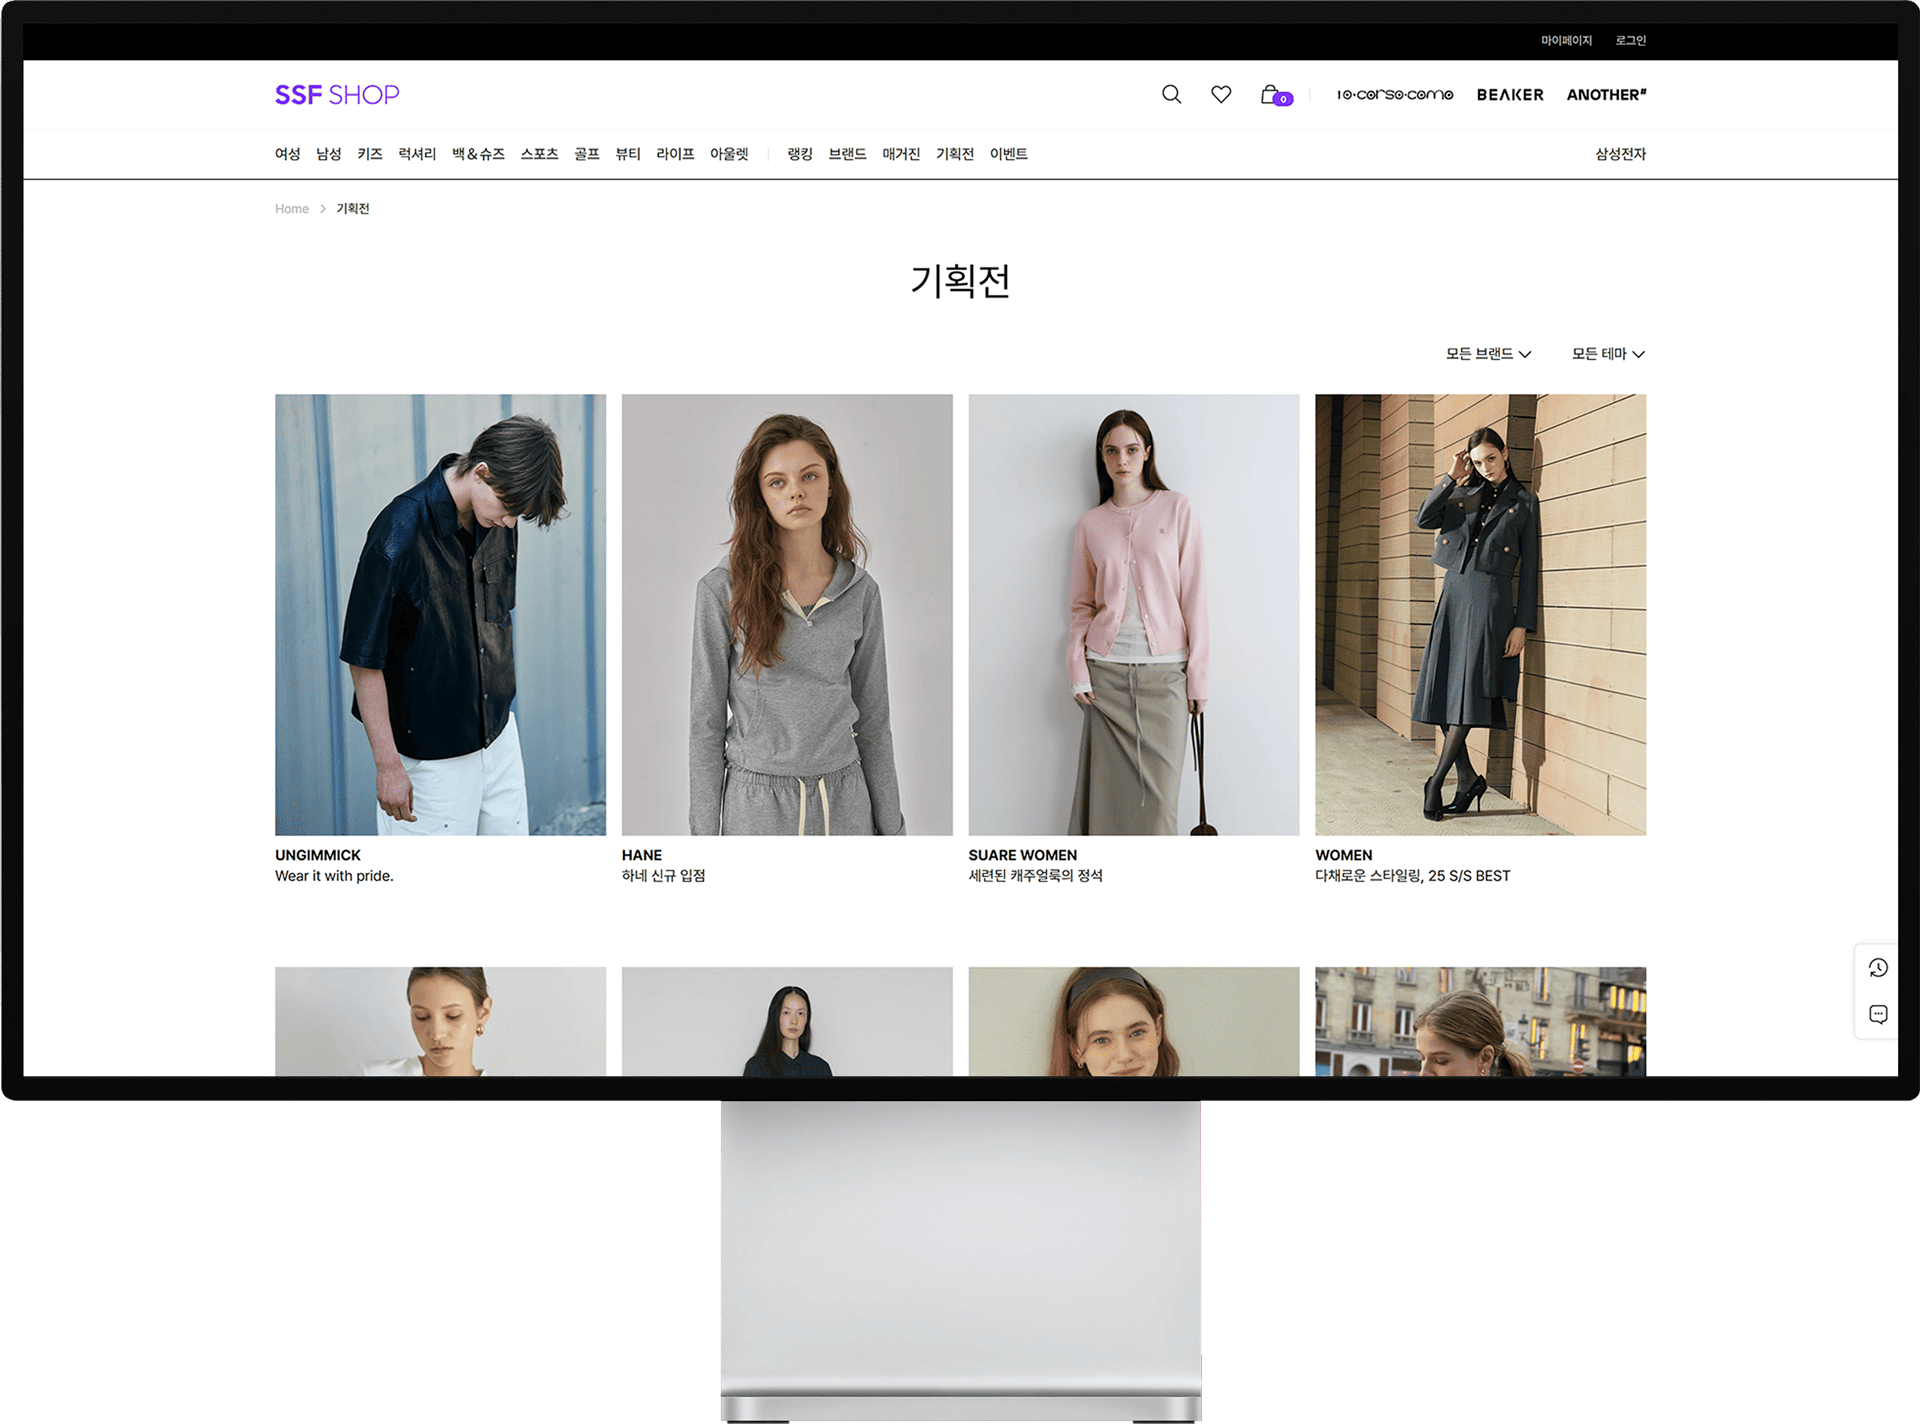 마이페이지 로그인
SSF SHOP 0 10·corso·como BEAKER ANOTHER#
여성 남성 키즈 럭셔리 백&슈즈 스포츠 골프 뷰티 라이프 아울렛 랭킹 브랜드 매거진 기획전 이벤트 삼성전자
Home > 기획전
기획전
모든 브랜드 모든 테마
UNGIMMICK HANE SUARE WOMEN WOMEN
Wear it with pride. 하네 신규 입점 세련된 캐주얼룩의 정석 다채로운 스타일링, 25 S/S BEST